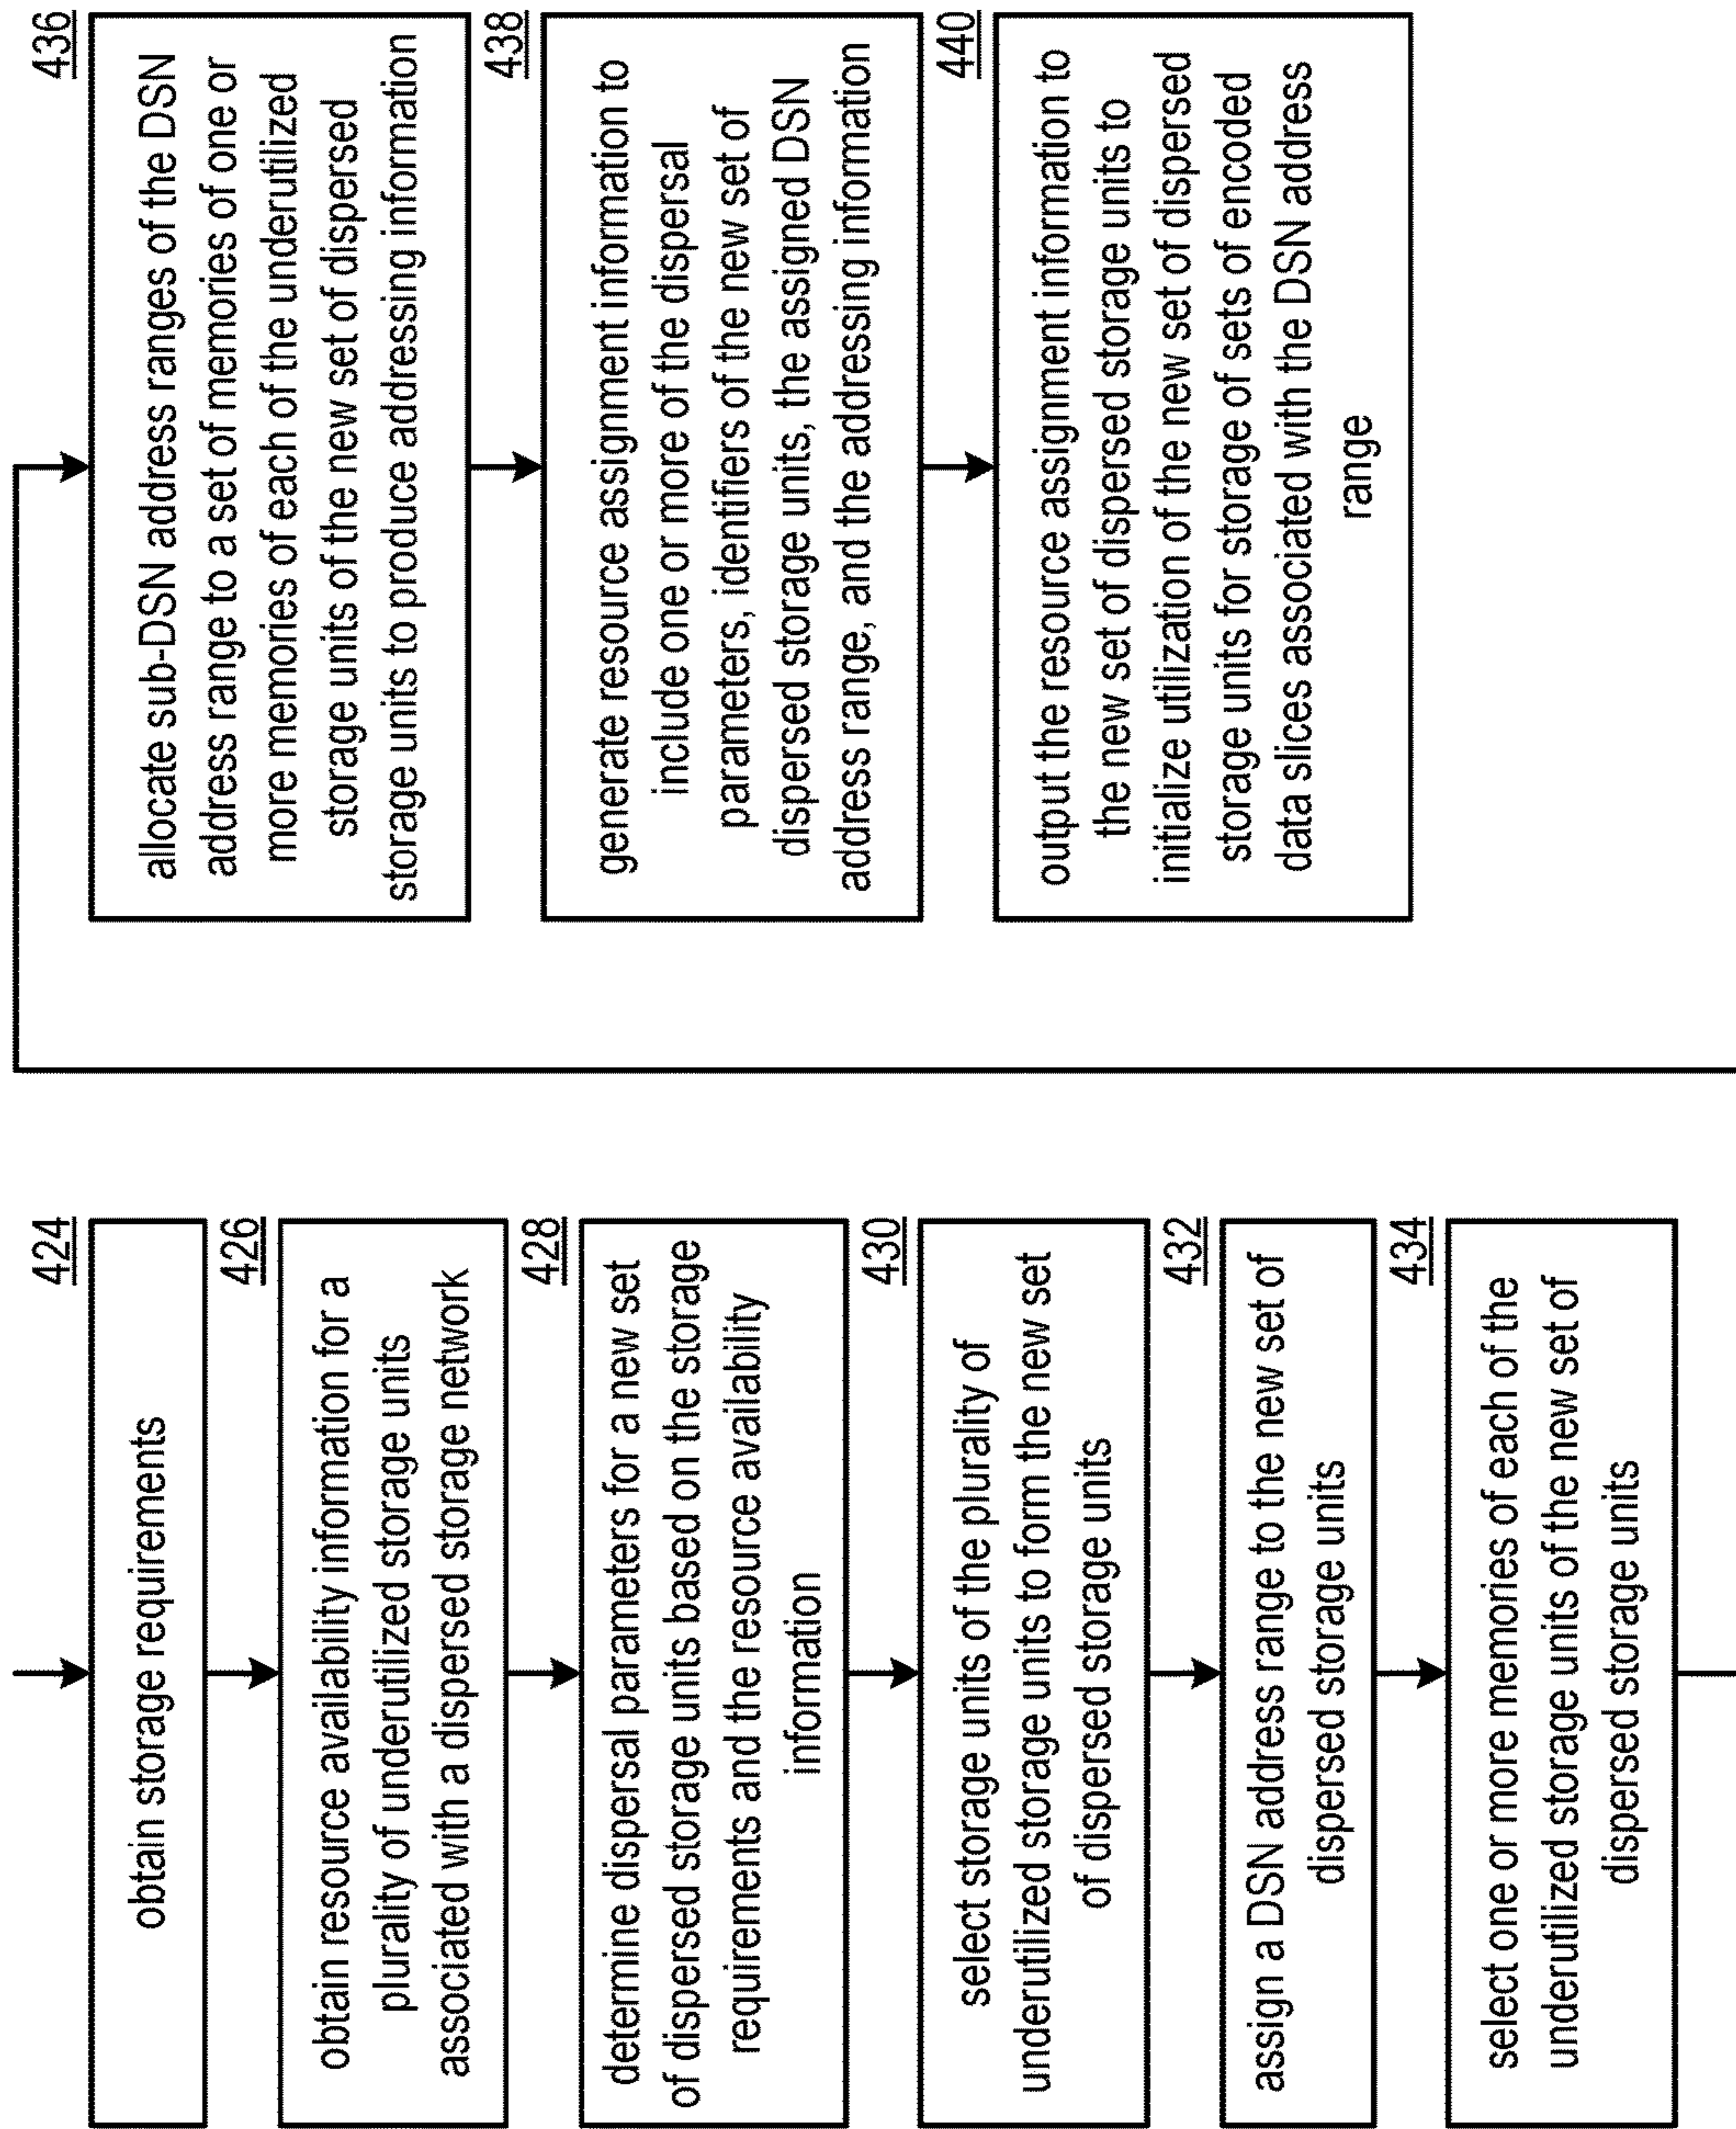 424
obtain storage requirements
426
obtain resource availability information for a
plurality of underutilized storage units
associated with a dispersed storage network
428
determine dispersal parameters for a new set
of dispersed storage units based on the storage
requirements and the resource availability
information
430
select storage units of the plurality of
underutilized storage units to form the new set
of dispersed storage units
432
assign a DSN address range to the new set of
dispersed storage units
434
select one or more memories of each of the
underutilized storage units of the new set of
dispersed storage units
436
allocate sub-DSN address ranges of the DSN
address range to a set of memories of one or
more memories of each of the underutilized
storage units of the new set of dispersed
storage units to produce addressing information
438
generate resource assignment information to
include one or more of the dispersal
parameters, identifiers of the new set of
dispersed storage units, the assigned DSN
address range, and the addressing information
440
output the resource assignment information to
the new set of dispersed storage units to
initialize utilization of the new set of dispersed
storage units for storage of sets of encoded
data slices associated with the DSN address
range